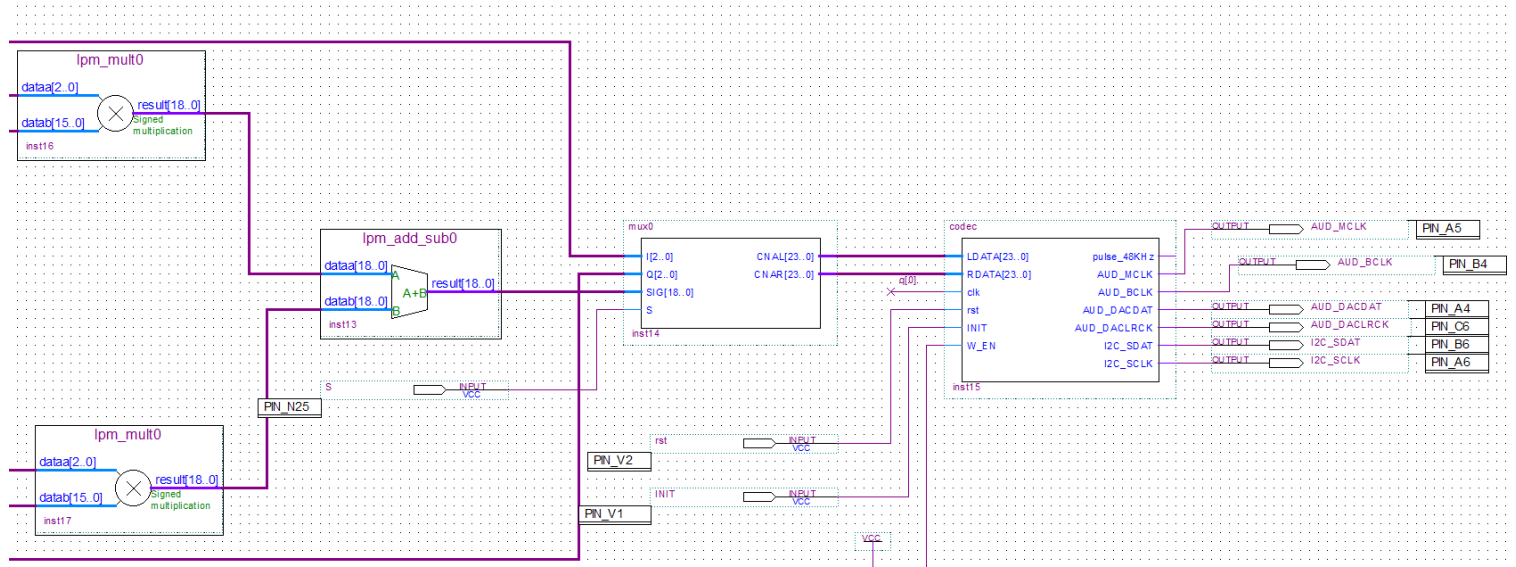 lpm_mult0
dataa[2..0]
result[18..0]
datab[15..0]
Signed
multiplication
inst16
lpm_add_sub0
dataa[18..0]
A
result[18..0]
A+B
datab[18..0]
B
inst13
mux0
I[2..0]
CNAL[23..0]
Q[2..0]
CNAR[23..0]
SIG[18..0]
S
inst14
codec
LDATA[23..0]
pulse_48KHz
RDATA[23..0]
AUD_MCLK
q[0]
clk
AUD_BCLK
rst
AUD_DACDAT
INIT
AUD_DACLRCK
W_EN
I2C_SDAT
I2C_SCLK
inst15
OUTPUT
AUD_MCLK
PIN_A5
OUTPUT
AUD_BCLK
PIN_B4
OUTPUT
AUD_DACDAT
PIN_A4
OUTPUT
AUD_DACLRCK
PIN_C6
OUTPUT
I2C_SDAT
PIN_B6
OUTPUT
I2C_SCLK
PIN_A6
S
INPUT
VCC
PIN_N25
lpm_mult0
dataa[2..0]
result[18..0]
datab[15..0]
Signed
multiplication
inst17
rst
INPUT
VCC
PIN_V2
INIT
INPUT
VCC
PIN_V1
VCC